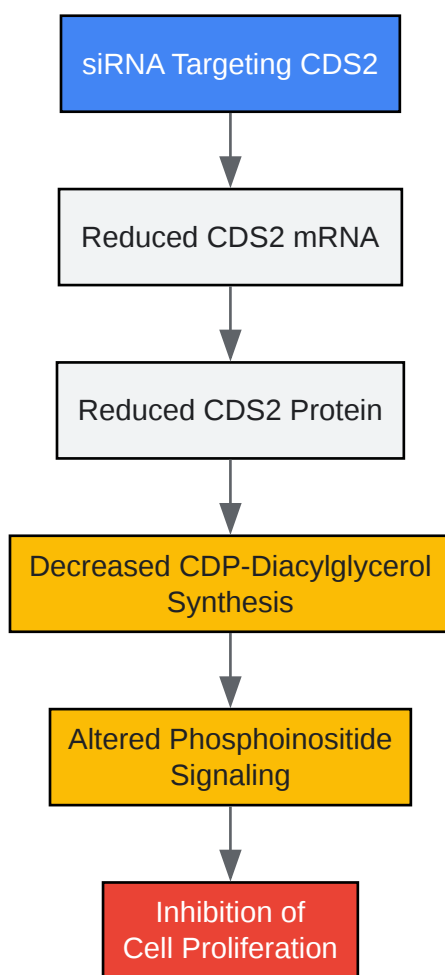 siRNA Targeting CDS2
Reduced CDS2 mRNA
Reduced CDS2 Protein
Decreased CDP-Diacylglycerol
Synthesis
Altered Phosphoinositide
Signaling
Inhibition of
Cell Proliferation